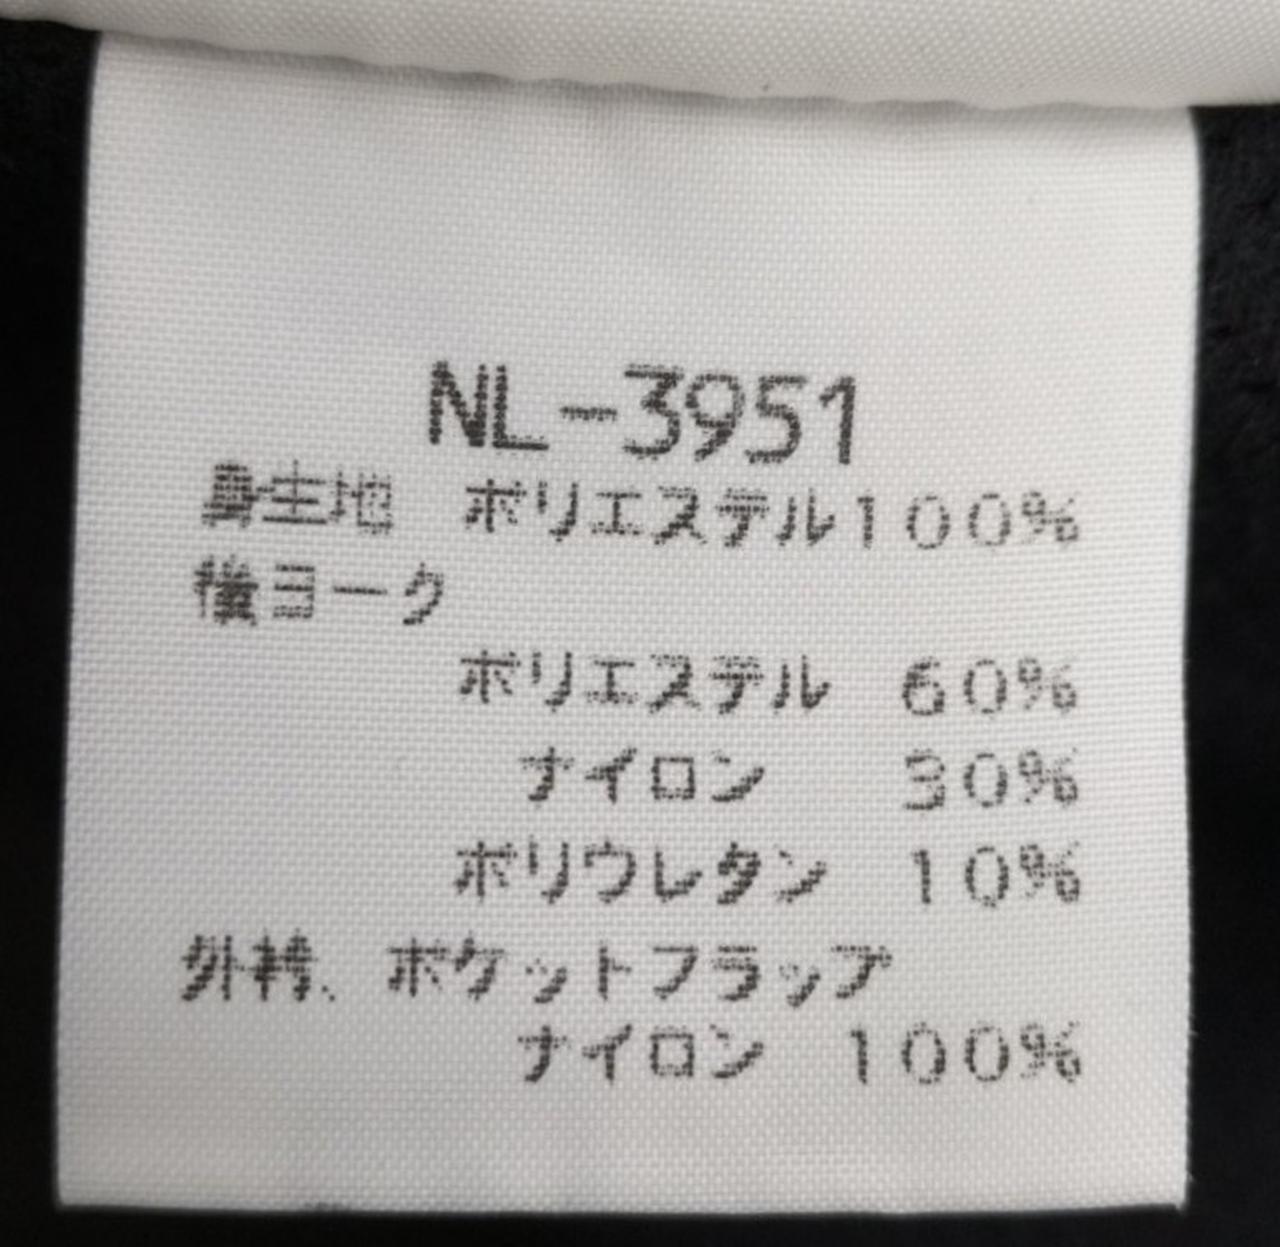 NL-3951
身生地 ポリエステル100%
後ヨーク
ポリエステル 60%
ナイロン 30%
ポリウレタン 10%
外衿、ポケットフラップ
ナイロン 100%